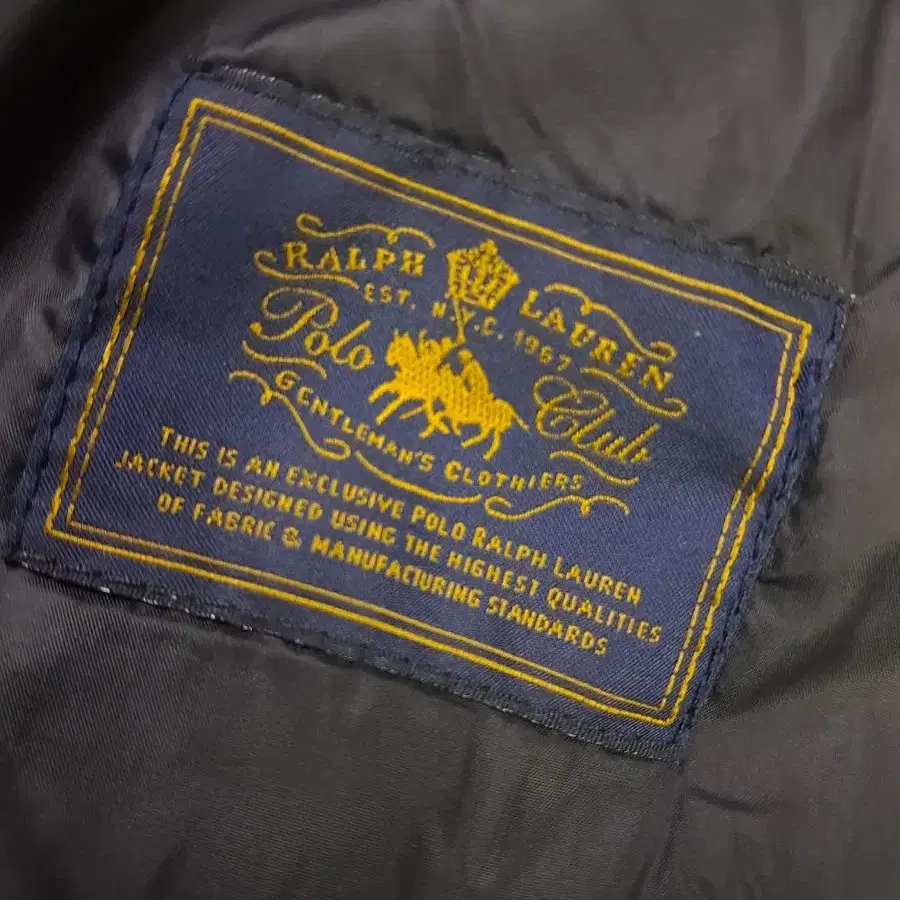 RALPH LAUREN
EST. N.Y.C. 1967
Polo Club
GENTLEMAN'S CLOTHIERS
THIS IS AN EXCLUSIVE POLO RALPH LAUREN
JACKET DESIGNED USING THE HIGHEST QUALITIES
OF FABRIC & MANUFACTURING STANDARDS